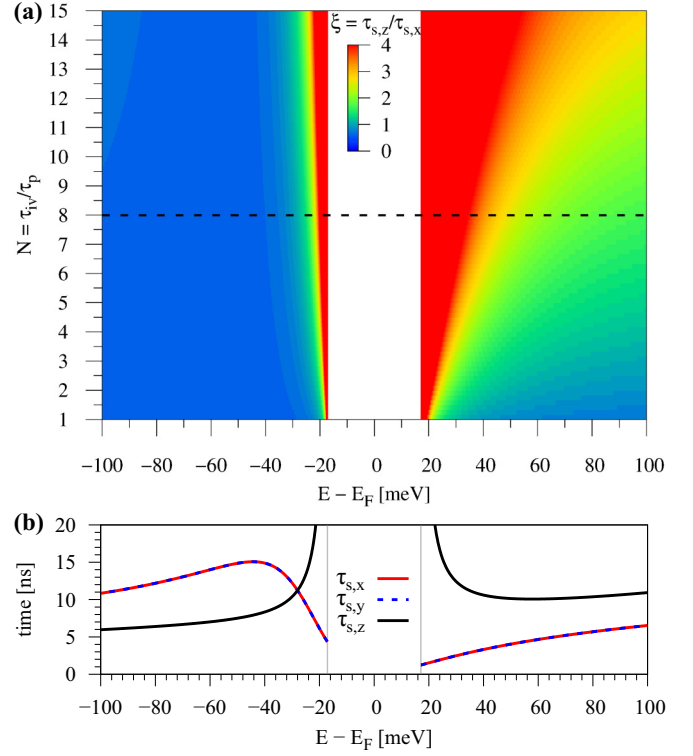 (a)
ξ = τs,z/τs,x
4
3
2
1
0
N = τiv/τp
15
14
13
12
11
10
9
8
7
6
5
4
3
2
1
−100 −80 −60 −40 −20 0 20 40 60 80 100
E − EF [meV]
(b)
time [ns]
20
15
10
5
0
τs,x
τs,y
τs,z
−100 −80 −60 −40 −20 0 20 40 60 80 100
E − EF [meV]